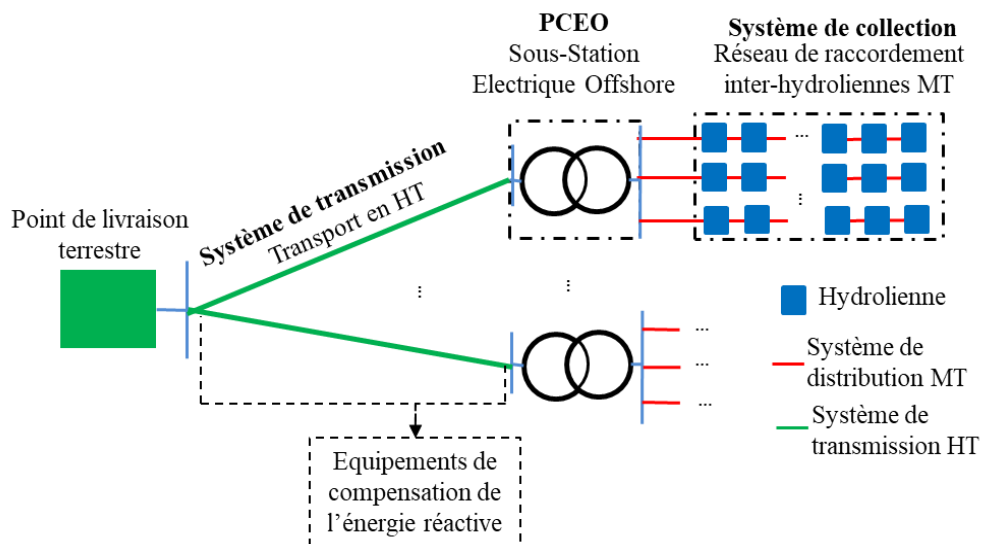 PCEO
Sous-Station
Electrique Offshore
Système de collection
Réseau de raccordement
inter-hydroliennes MT
...
Système de transmission
Transport en HT
Point de livraison
terrestre
...
...
...
Hydrolienne
Système de
distribution MT
Système de
transmission HT
...
...
...
Equipements de
compensation de
l'énergie réactive